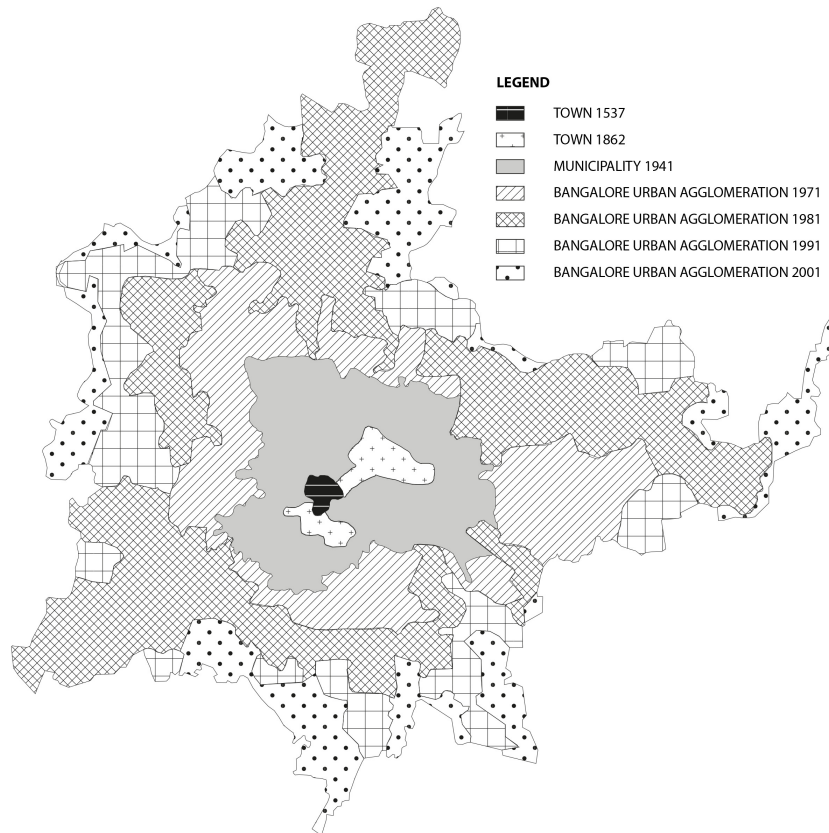 LEGEND
TOWN 1537
TOWN 1862
MUNICIPALITY 1941
BANGALORE URBAN AGGLOMERATION 1971
BANGALORE URBAN AGGLOMERATION 1981
BANGALORE URBAN AGGLOMERATION 1991
BANGALORE URBAN AGGLOMERATION 2001